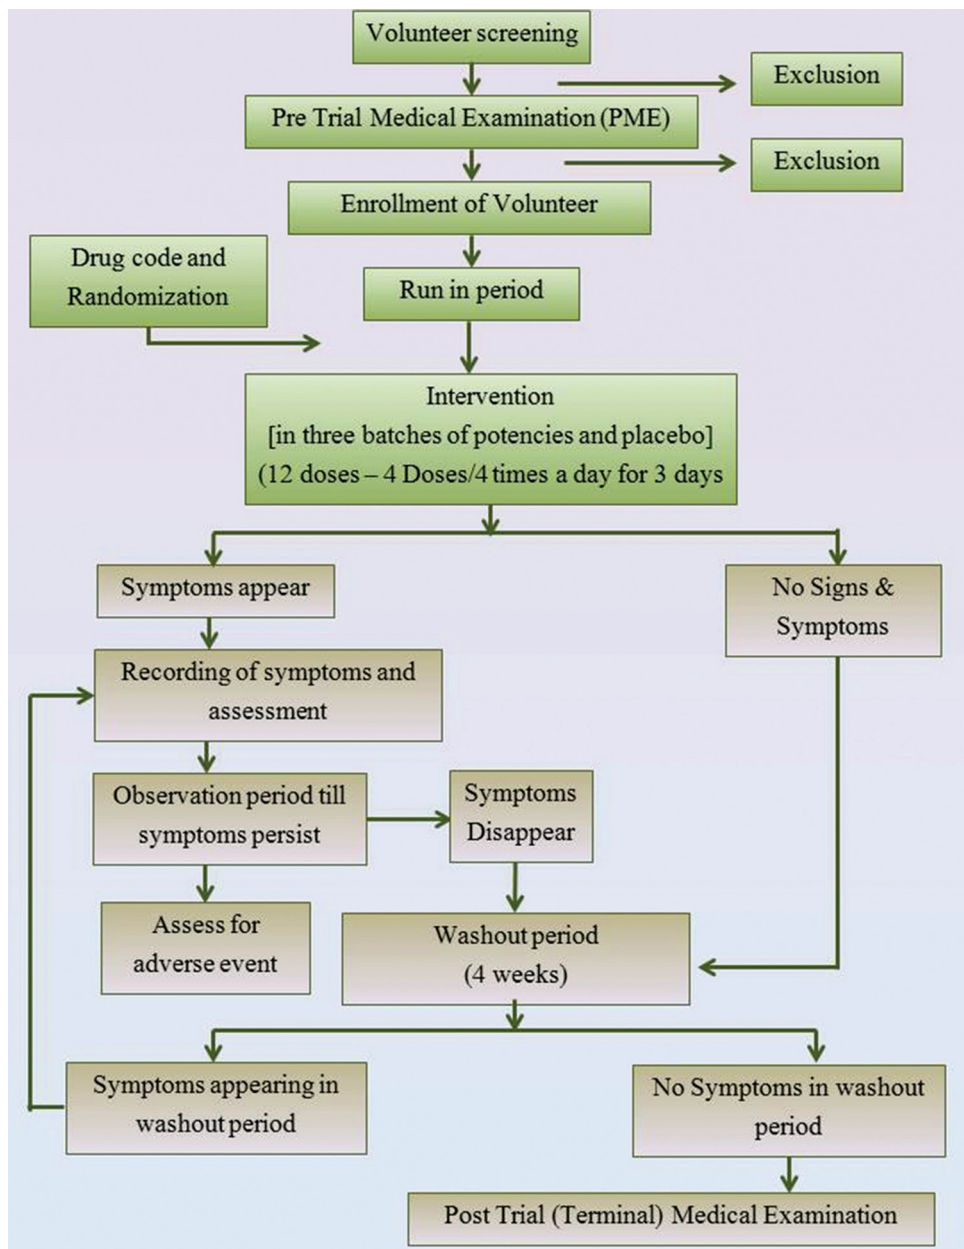 Volunteer screening
Exclusion
Pre Trial Medical Examination (PME)
Exclusion
Enrollment of Volunteer
Drug code and
Randomization
Run in period
Intervention
[in three batches of potencies and placebo]
(12 doses – 4 Doses/4 times a day for 3 days
Symptoms appear
No Signs &
Symptoms
Recording of symptoms and
assessment
Observation period till
symptoms persist
Symptoms
Disappear
Assess for
adverse event
Washout period
(4 weeks)
Symptoms appearing in
washout period
No Symptoms in washout
period
Post Trial (Terminal) Medical Examination